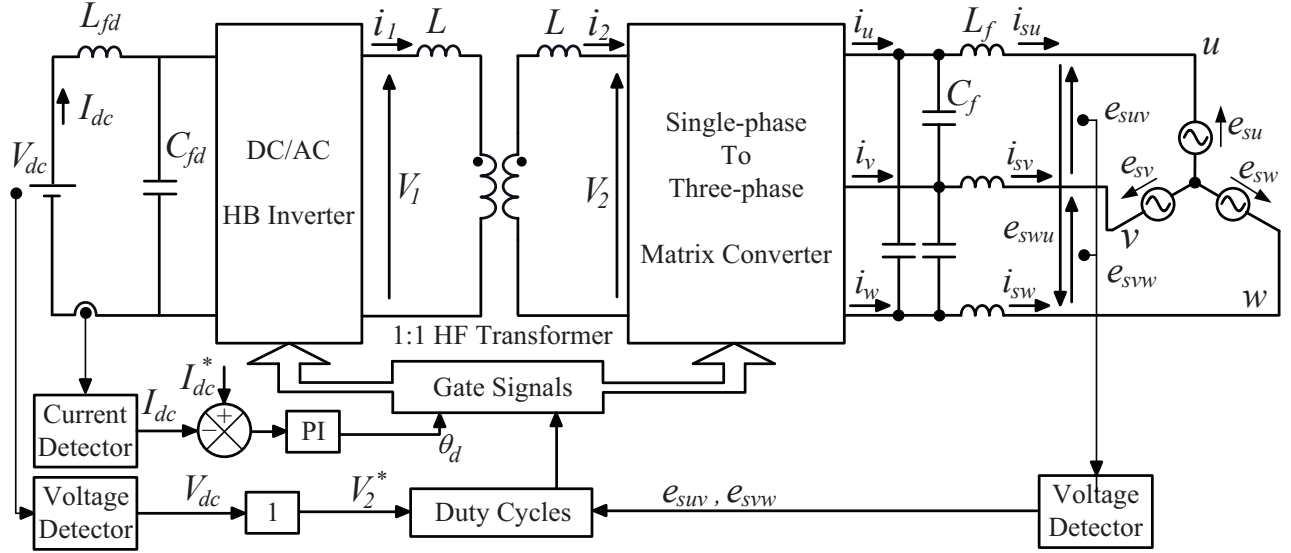 L_fd
I_dc
V_dc
C_fd
DC/AC
HB Inverter
i_1
L
V_1
L
i_2
V_2
1:1 HF Transformer
Single-phase
To
Three-phase
Matrix Converter
i_u
i_v
i_w
C_f
L_f
i_su
i_sv
i_sw
e_suv
e_swu
e_svw
u
v
w
e_su
e_sv
e_sw
Gate Signals
I_dc^*
Current
Detector
I_dc
+
−
PI
θ_d
Voltage
Detector
V_dc
1
V_2^*
Duty Cycles
e_suv , e_svw
Voltage
Detector